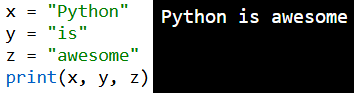 x = "Python"
y = "is"
z = "awesome"
print(x, y, z)
Python is awesome